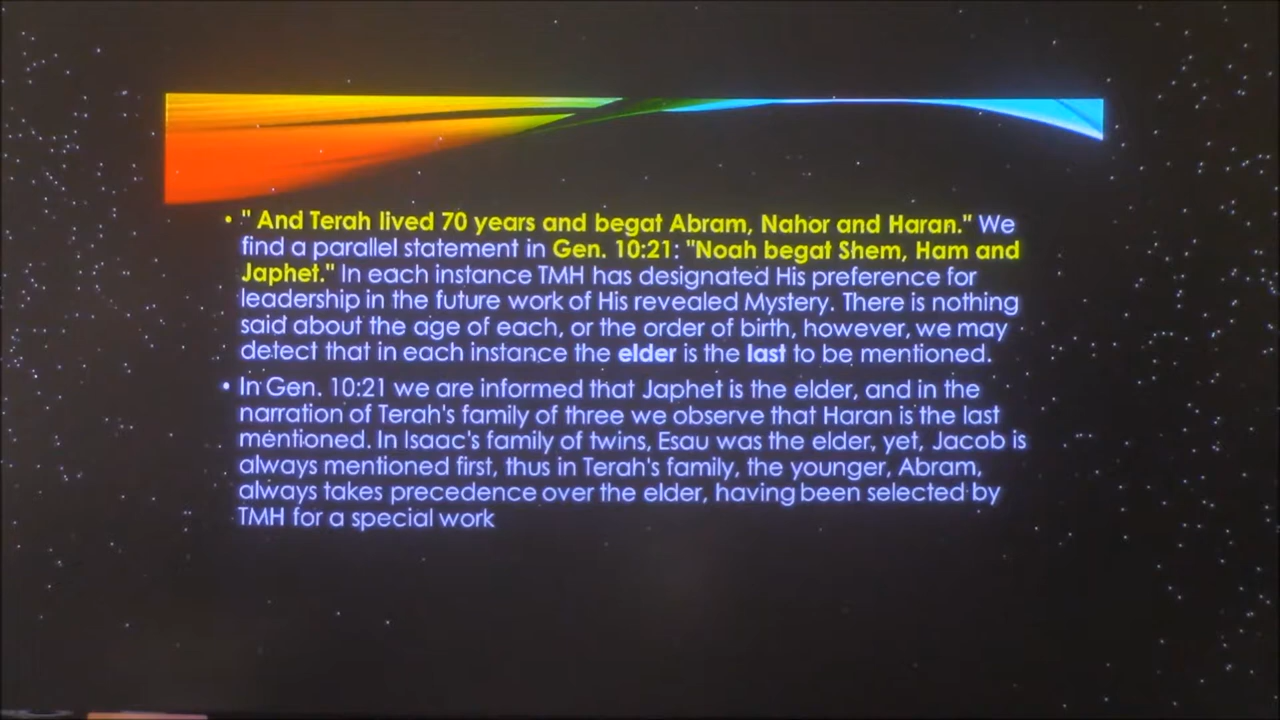 • " And Terah lived 70 years and begat Abram, Nahor and Haran." We
find a parallel statement in Gen. 10:21: "Noah begat Shem, Ham and
Japhet." In each instance TMH has designated His preference for
leadership in the future work of His revealed Mystery. There is nothing
said about the age of each, or the order of birth, however, we may
detect that in each instance the elder is the last to be mentioned.
• In Gen. 10:21 we are informed that Japhet is the elder, and in the
narration of Terah's family of three we observe that Haran is the last
mentioned. In Isaac's family of twins, Esau was the elder, yet, Jacob is
always mentioned first, thus in Terah's family, the younger, Abram,
always takes precedence over the elder, having been selected by
TMH for a special work